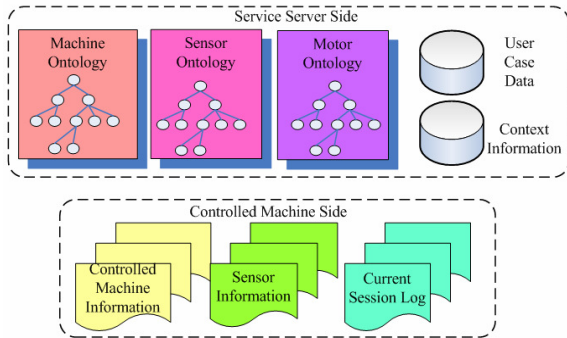 Service Server Side
Machine
Ontology
Sensor
Ontology
Motor
Ontology
User
Case
Data
Context
Information
Controlled Machine Side
Controlled
Machine
Information
Sensor
Information
Current
Session Log